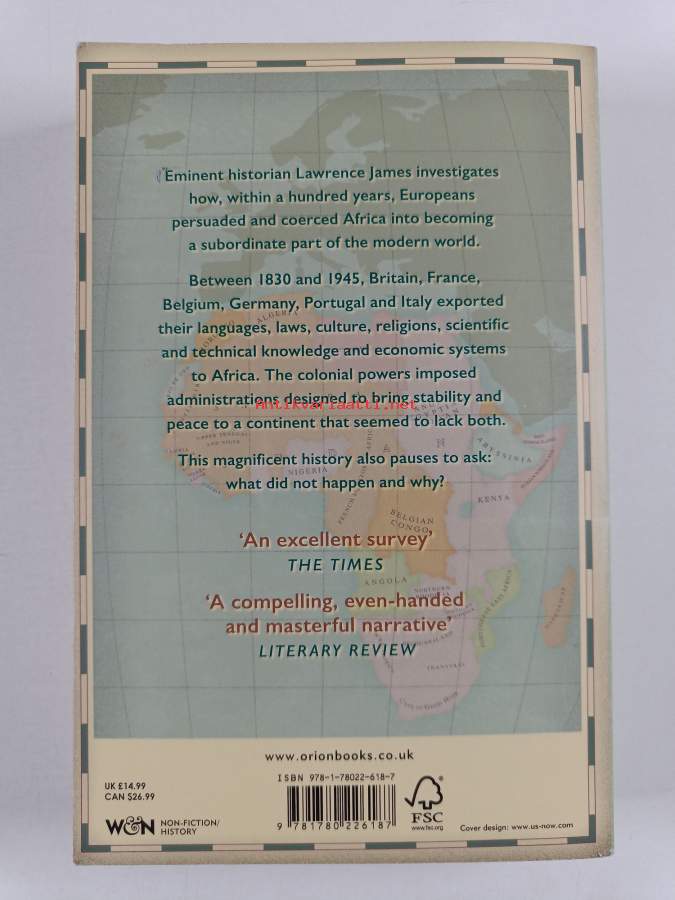 Eminent historian Lawrence James investigates
how, within a hundred years, Europeans
persuaded and coerced Africa into becoming
a subordinate part of the modern world.
Between 1830 and 1945, Britain, France,
Belgium, Germany, Portugal and Italy exported
their languages, laws, culture, religions, scientific
and technical knowledge and economic systems
to Africa. The colonial powers imposed
administrations designed to bring stability and
peace to a continent that seemed to lack both.
This magnificent history also pauses to ask:
what did not happen and why?
'An excellent survey'
THE TIMES
'A compelling, even-handed
and masterful narrative'
LITERARY REVIEW
Antikvariaatti.net
ALGERIA
NIGERIA
ABYSSINIA
KENYA
BELGIAN
CONGO
ANGOLA
NORTHERN
TRANSVAAL
www.orionbooks.co.uk
ISBN 978-1-78022-618-7
9 781780 226187
UK £14.99
CAN $26.99
W&N
NON-FICTION/
HISTORY
FSC
www.fsc.org
Cover design: www.us-now.com